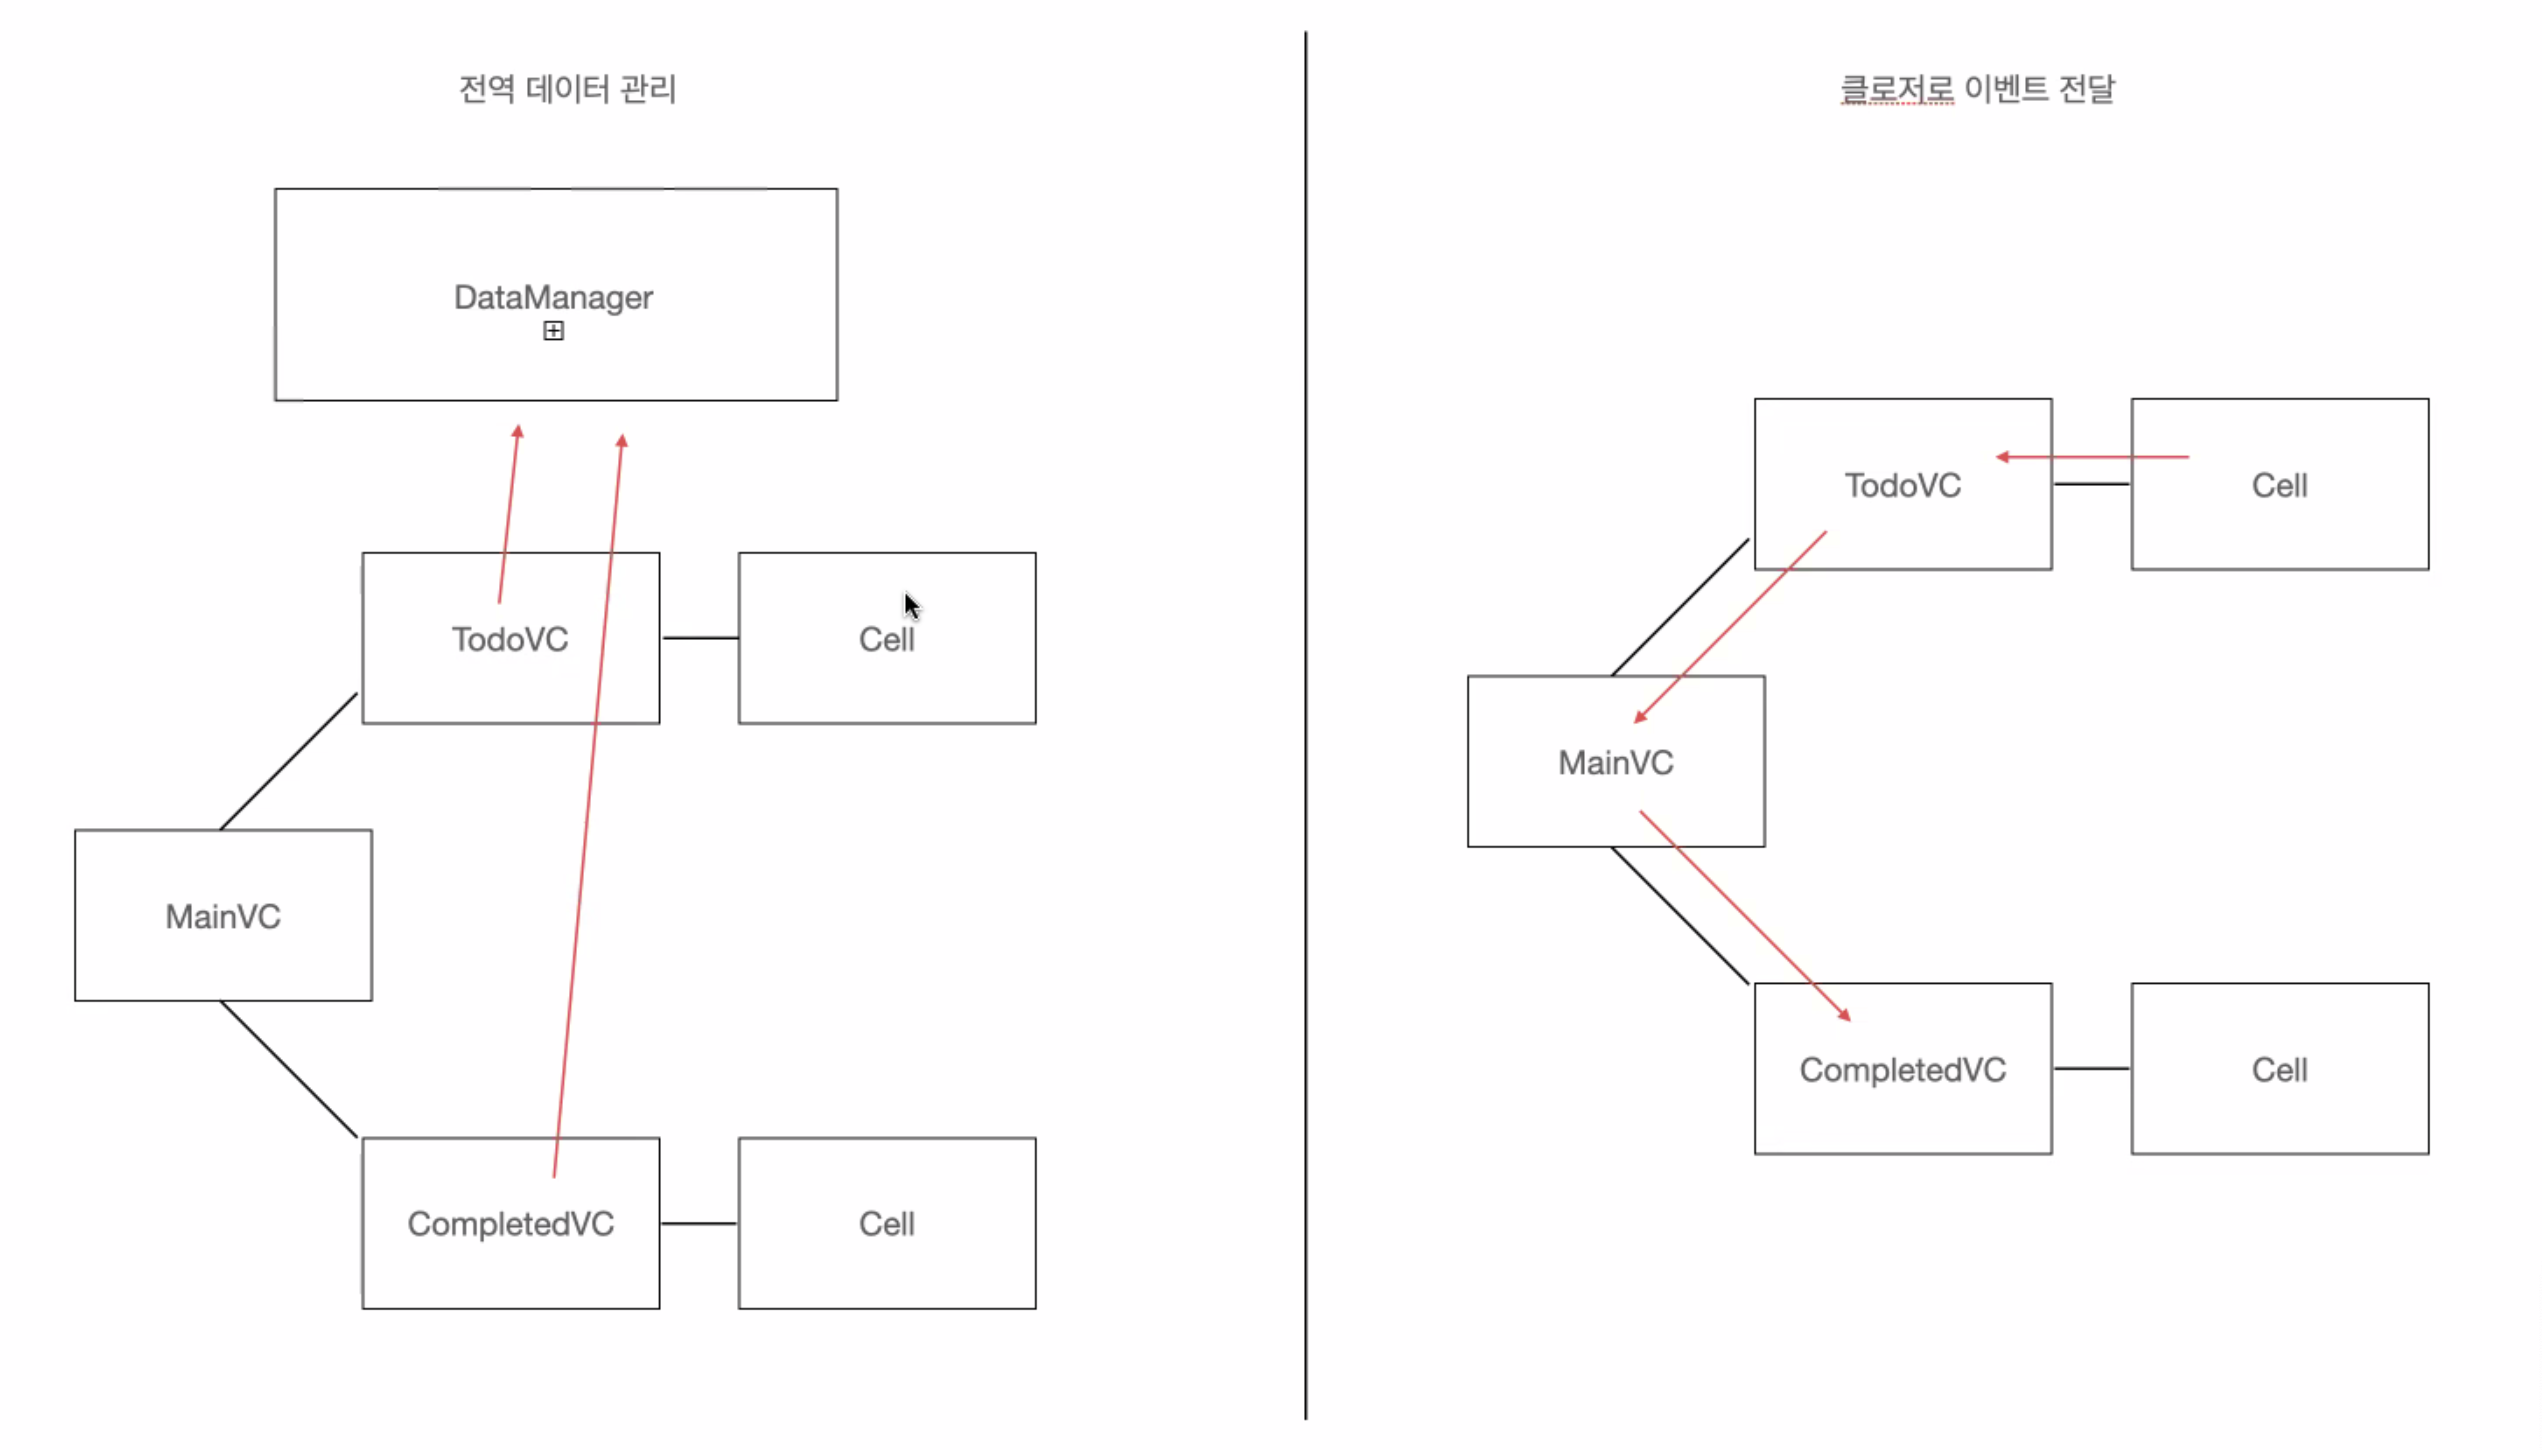 전역 데이터 관리
DataManager
TodoVC
Cell
MainVC
CompletedVC
Cell
클로저로 이벤트 전달
TodoVC
Cell
MainVC
CompletedVC
Cell